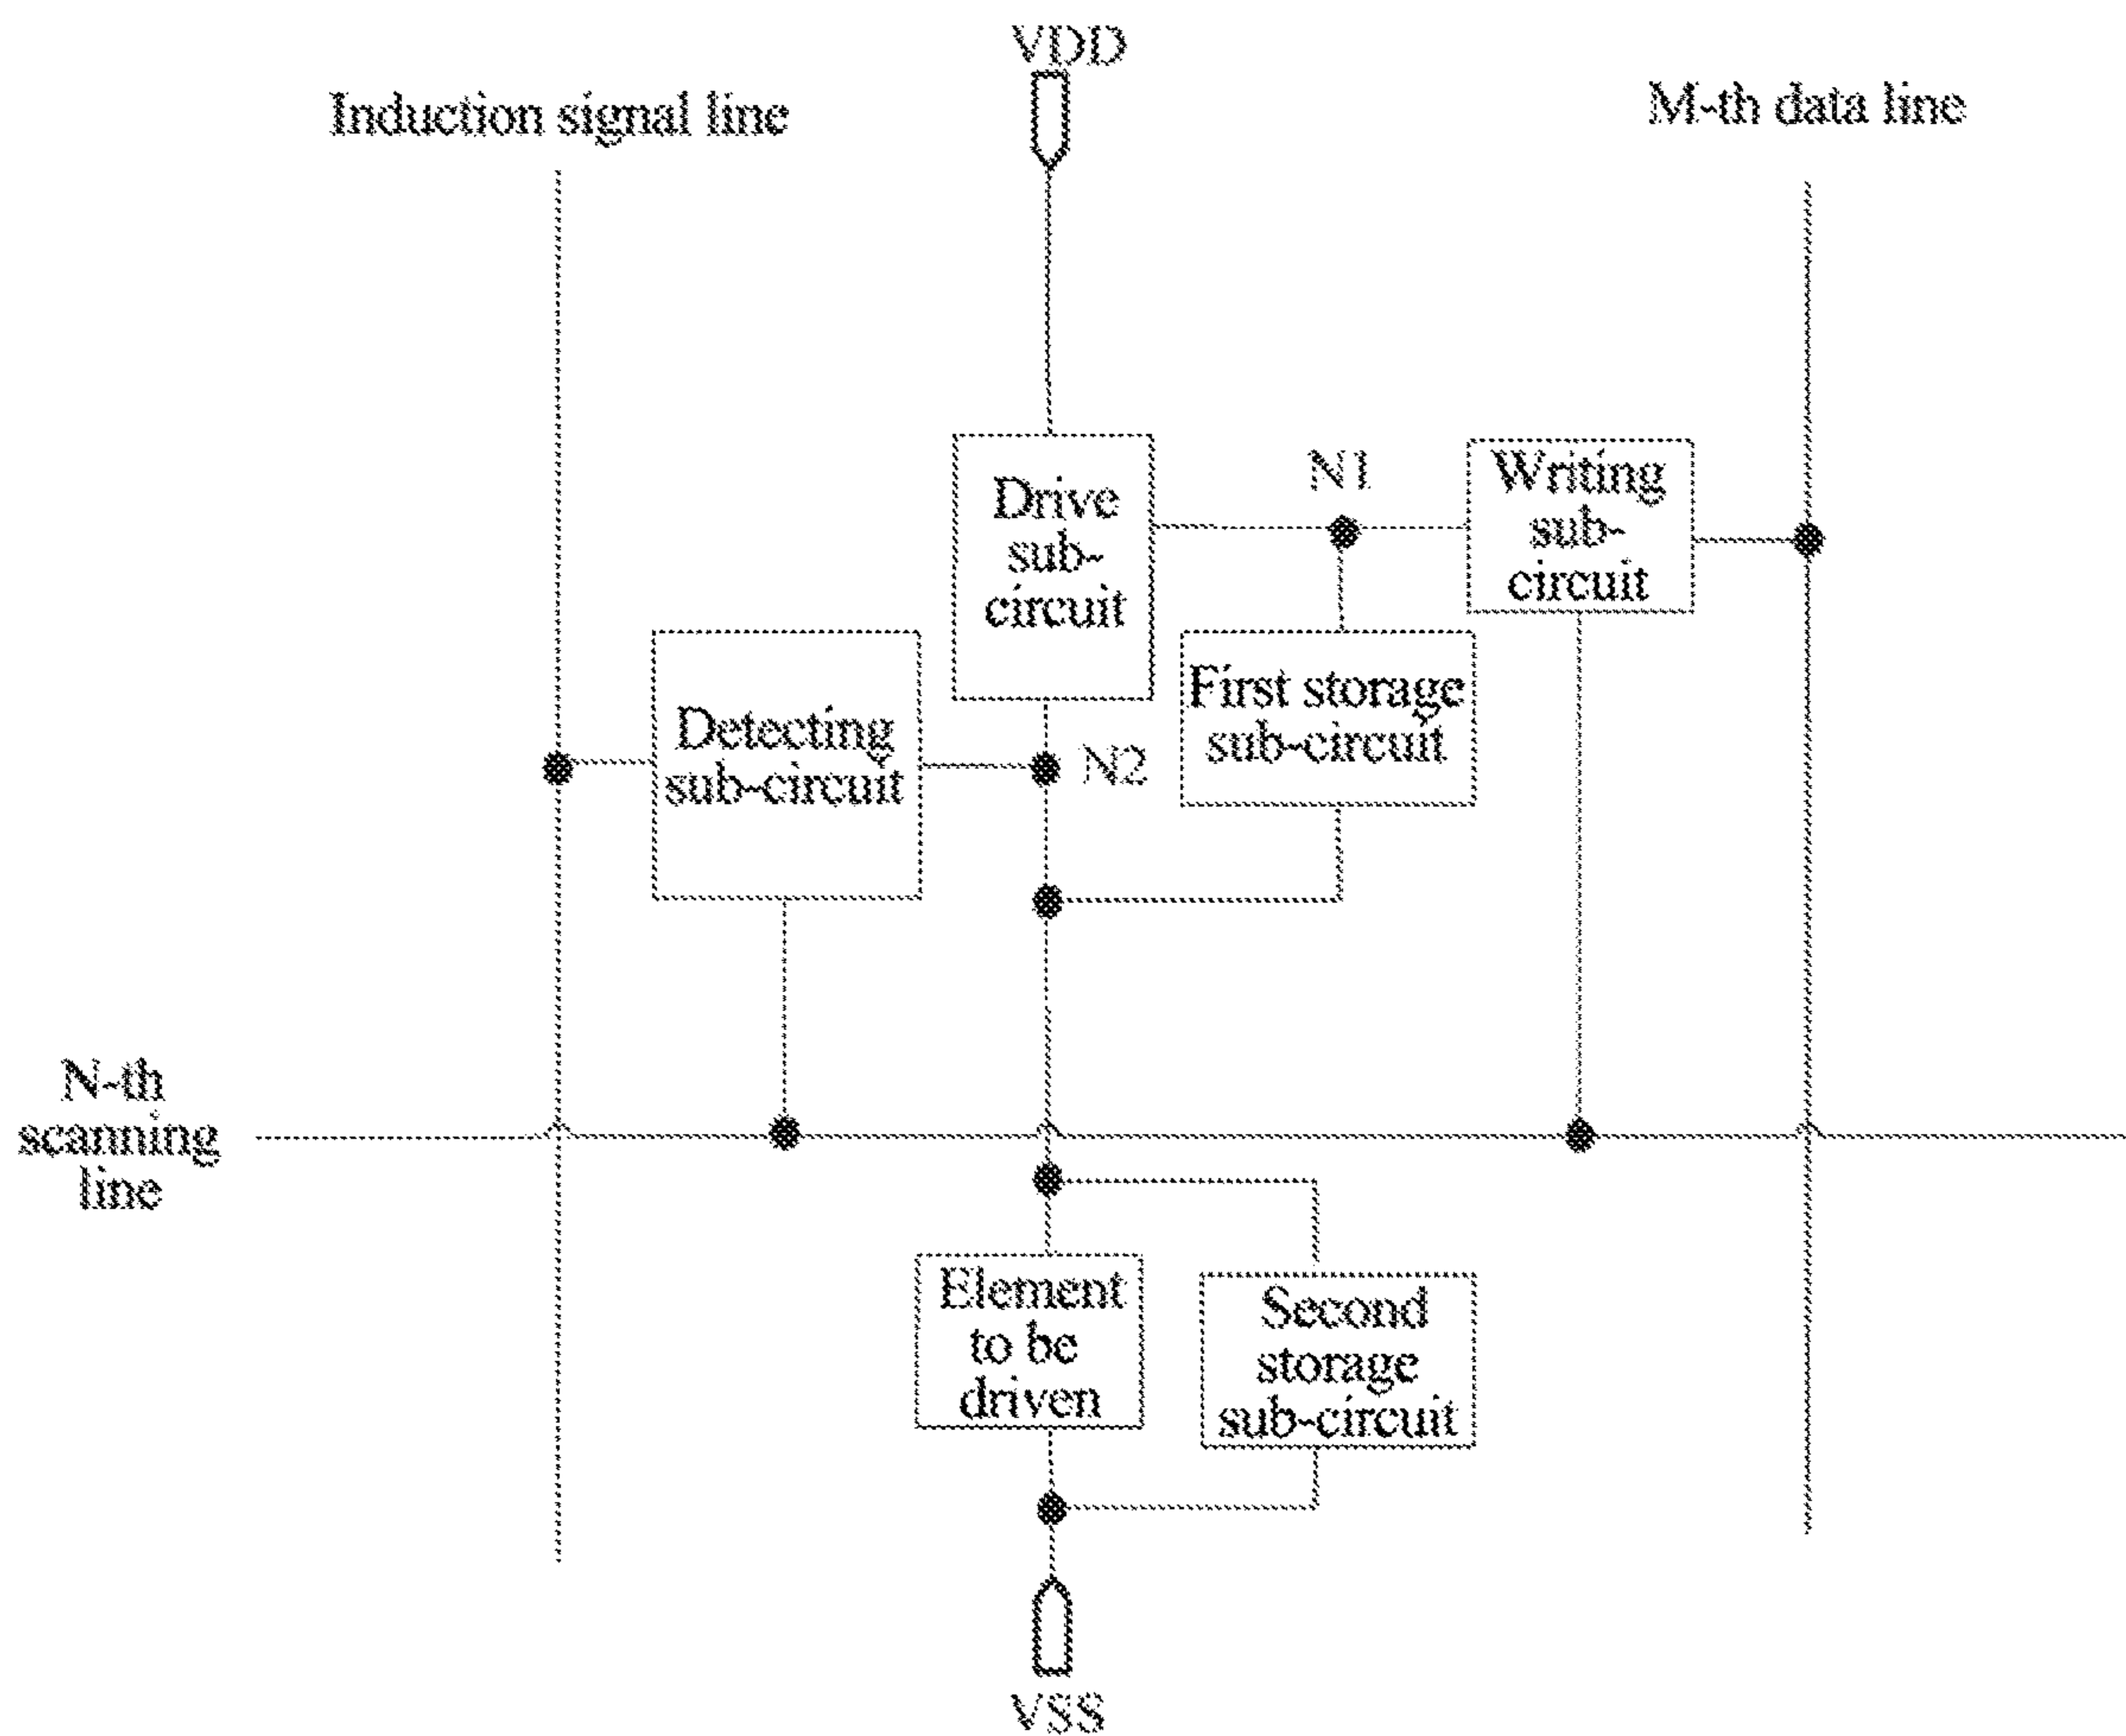 VDD
Induction signal line
M-th data line
Drive
sub-
circuit
N1
Writing
sub-
circuit
Detecting
sub-circuit
N2
First storage
sub-circuit
N-th
scanning
line
Element
to be
driven
Second
storage
sub-circuit
VSS